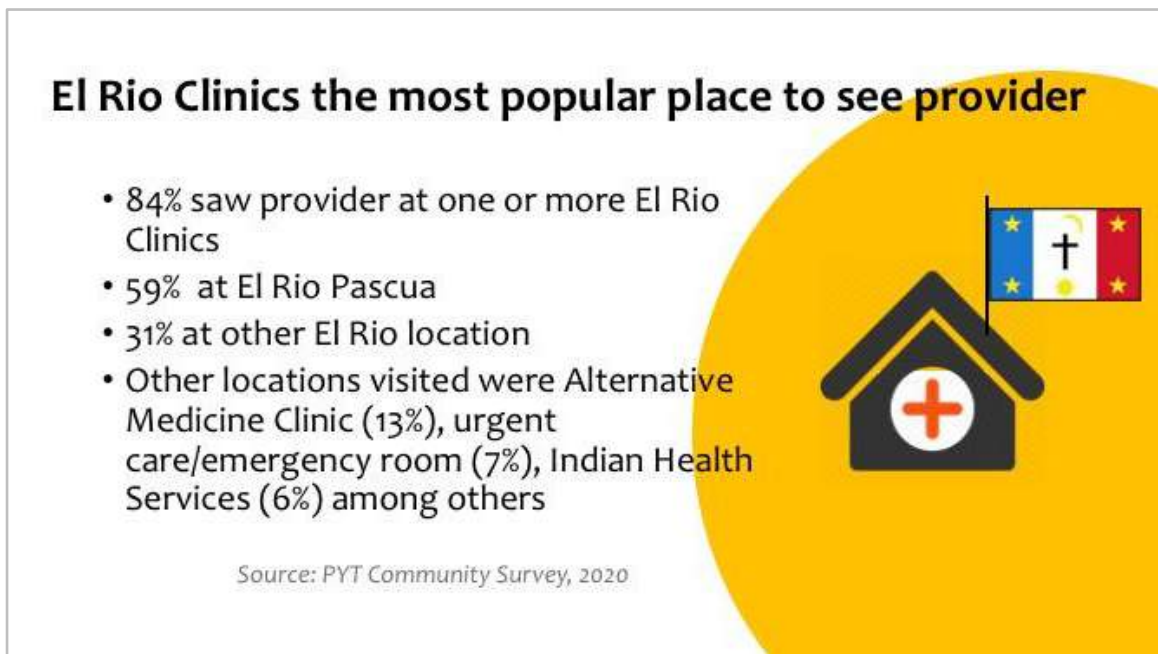 El Rio Clinics the most popular place to see provider
• 84% saw provider at one or more El Rio
Clinics
• 59%  at El Rio Pascua
• 31% at other El Rio location
• Other locations visited were Alternative
Medicine Clinic (13%), urgent
care/emergency room (7%), Indian Health
Services (6%) among others
Source: PYT Community Survey, 2020